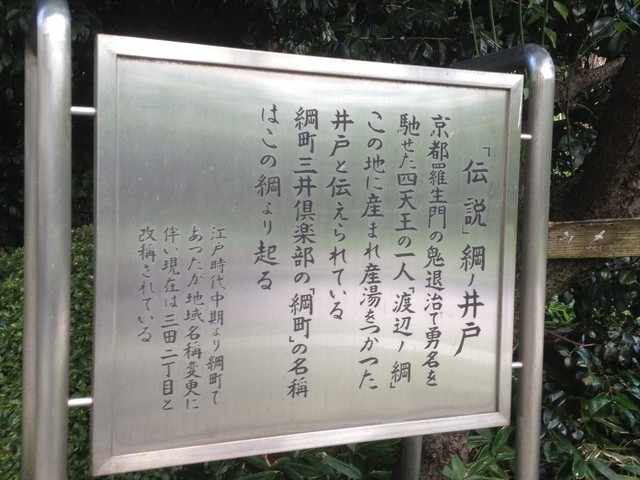 「伝説」綱ノ井戸
京都羅生門の鬼退治で勇名を
馳せた四天王の一人「渡辺ノ綱」
この地に産まれ産湯をつかつた
井戸と伝えられている
綱町三井倶楽部の「綱町」の名称
はこの綱より起る
江戸時代中期より綱町で
あつたが地域名称変更に
伴い現在は三田二丁目と
改称されている